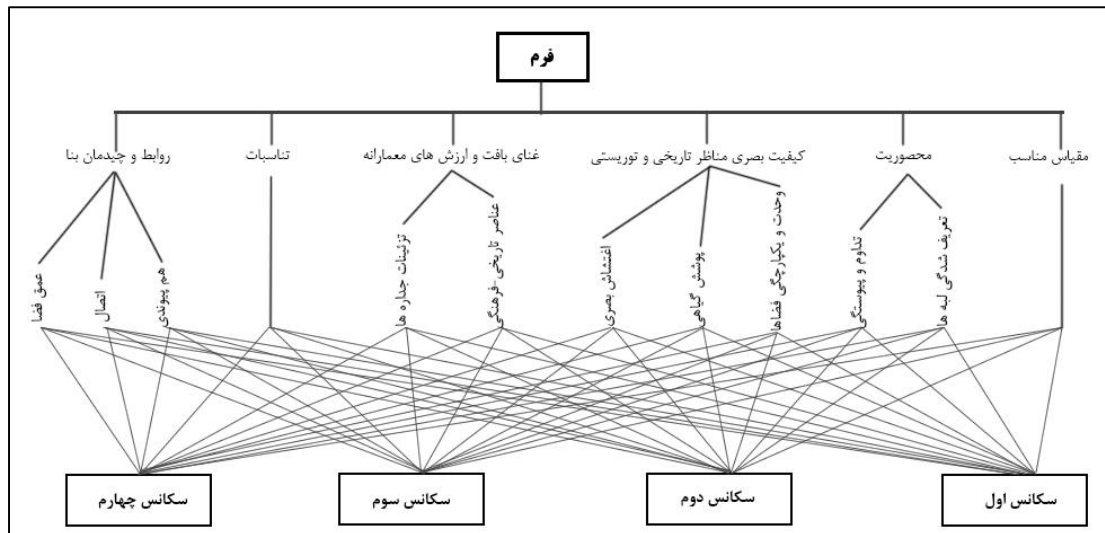 فرم
مقیاس مناسب
محصوریت
کیفیت بصری مناظر تاریخی و توریستی
غنای بافت و ارزش های معمارانه
تناسبات
روابط و چیدمان بنا
تعریف شدگی لبه ها
تداوم و پیوستگی
وحدت و یکپارچگی فضاها
پوشش گیاهی
اغتشاش بصری
عناصر تاریخی-فرهنگی
تزئینات جداره ها
هم پیوندی
اتصال
عمق فضا
سکانس اول
سکانس دوم
سکانس سوم
سکانس چهارم